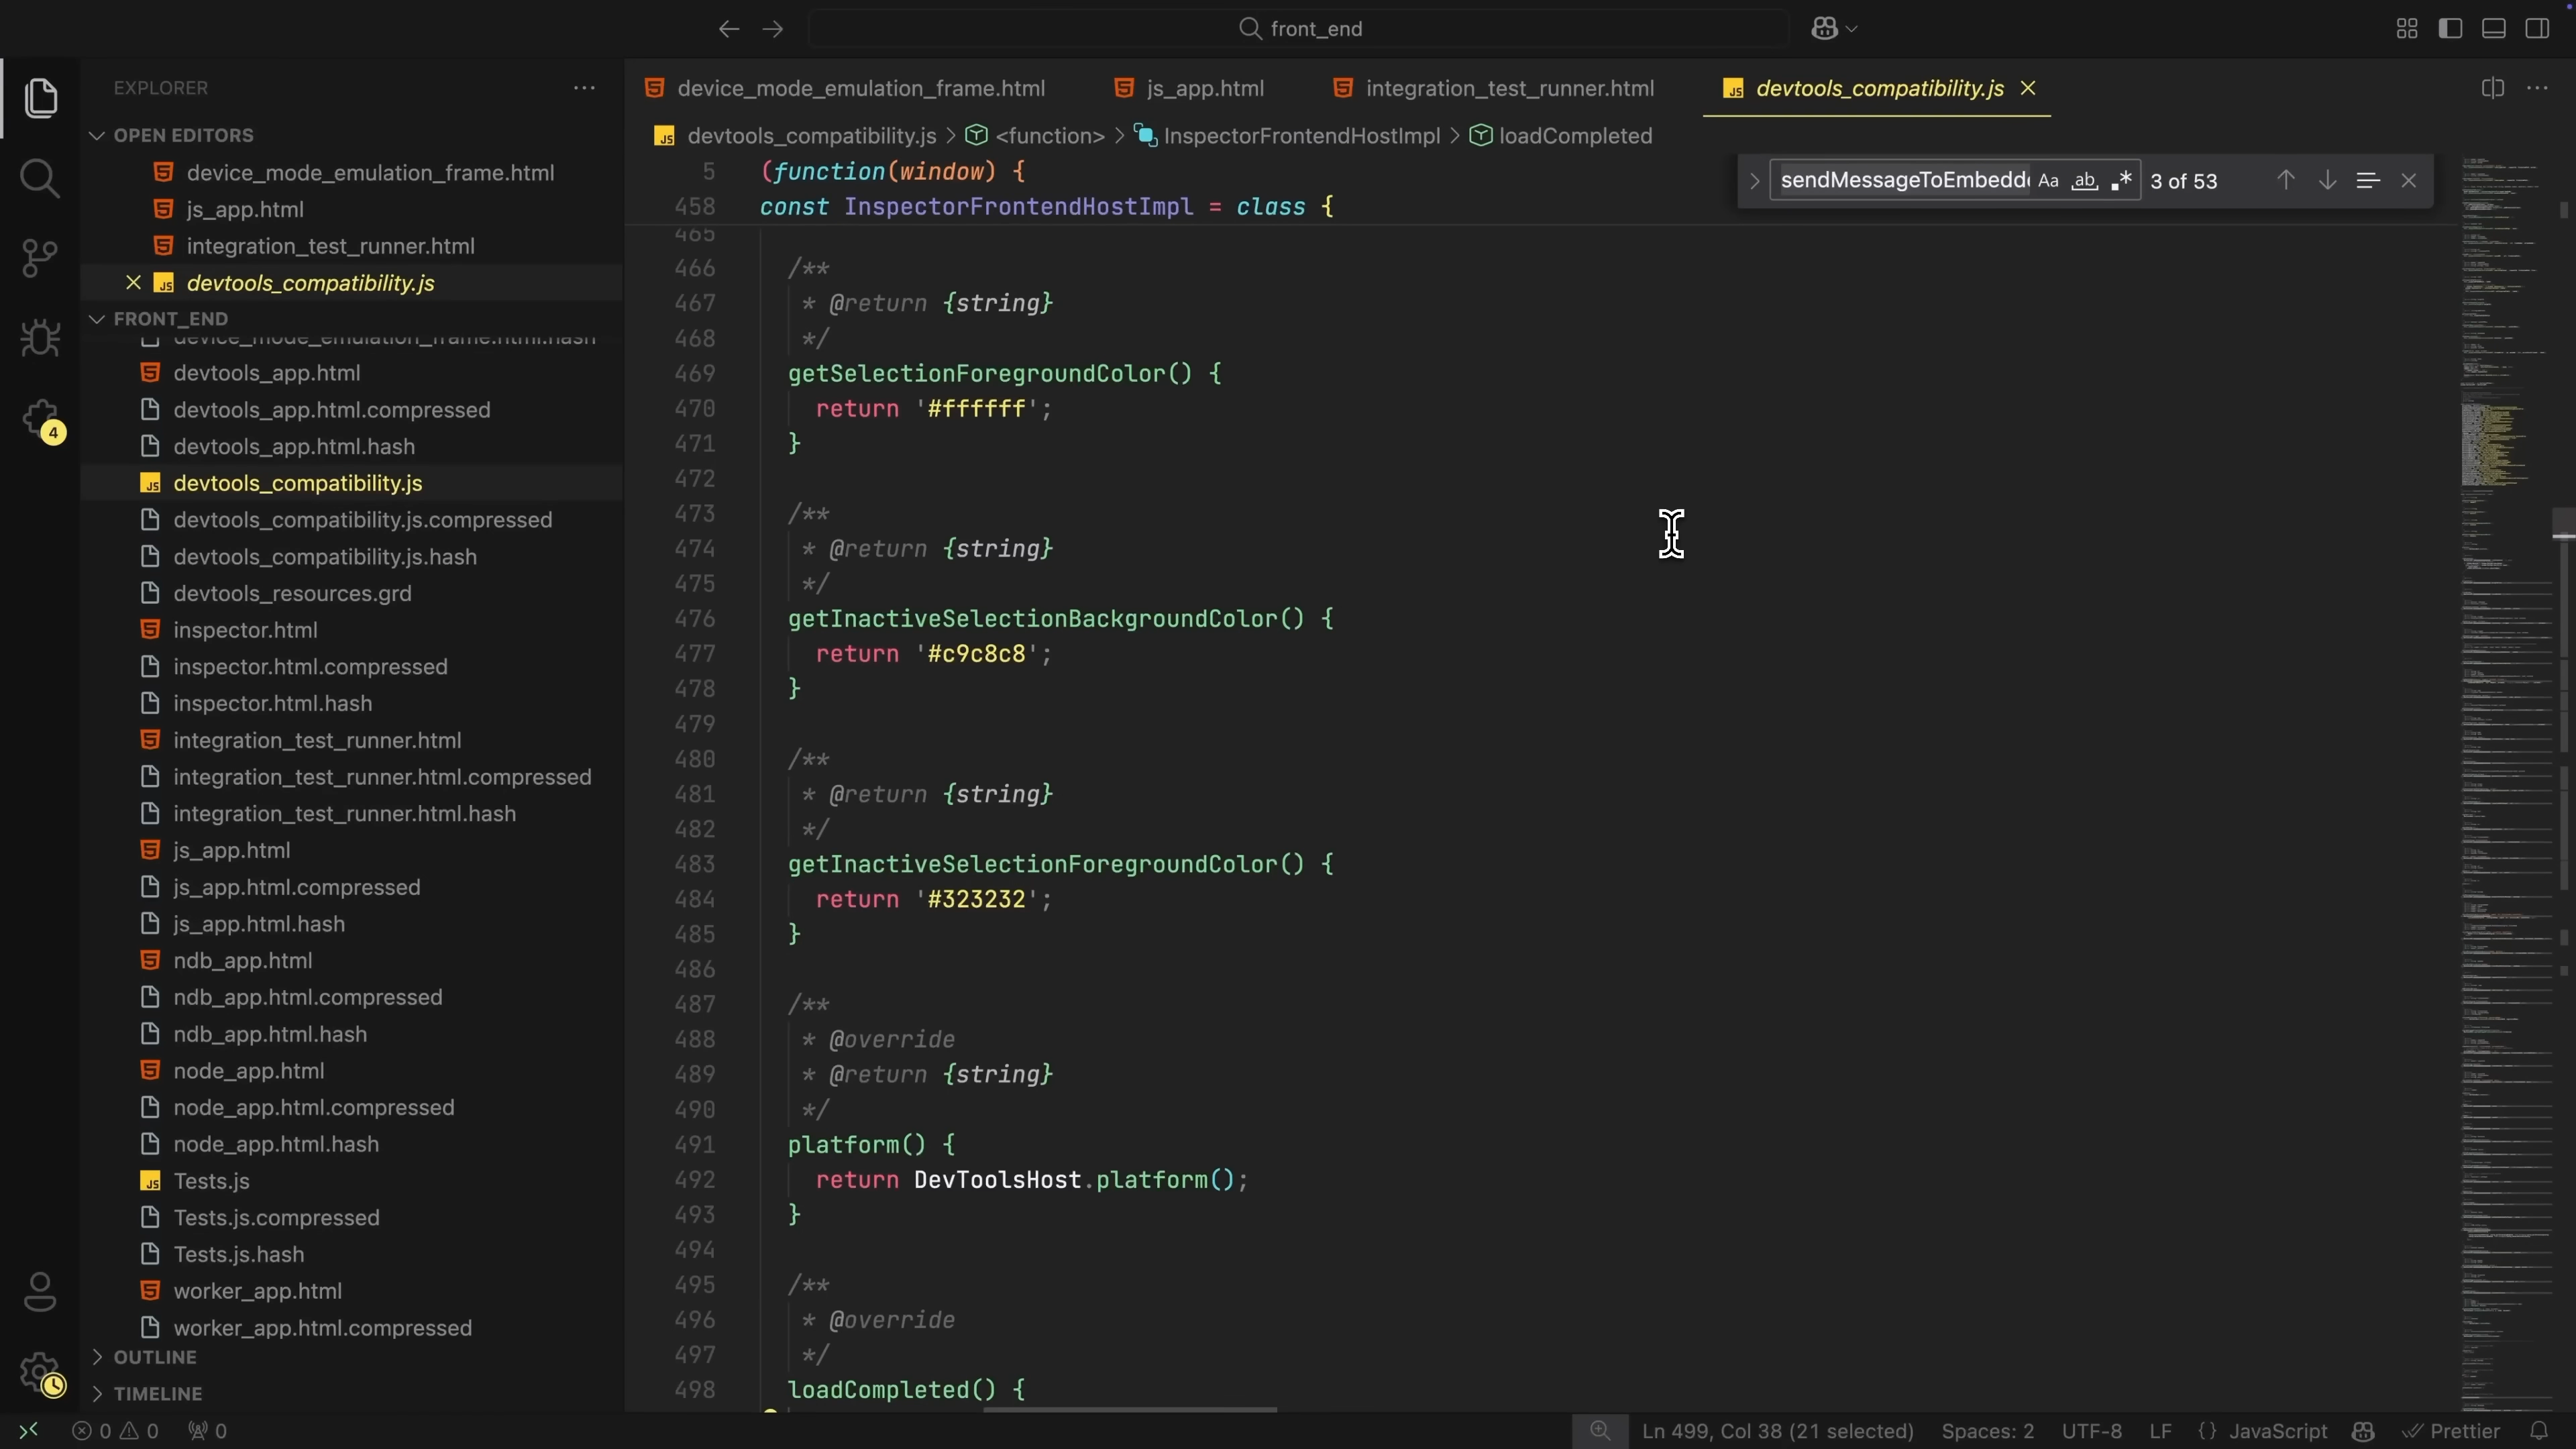 front_end
EXPLORER
OPEN EDITORS
device_mode_emulation_frame.html
js_app.html
integration_test_runner.html
devtools_compatibility.js
FRONT_END
device_mode_emulation_frame.html.hash
devtools_app.html
devtools_app.html.compressed
devtools_app.html.hash
devtools_compatibility.js
devtools_compatibility.js.compressed
devtools_compatibility.js.hash
devtools_resources.grd
inspector.html
inspector.html.compressed
inspector.html.hash
integration_test_runner.html
integration_test_runner.html.compressed
integration_test_runner.html.hash
js_app.html
js_app.html.compressed
js_app.html.hash
ndb_app.html
ndb_app.html.compressed
ndb_app.html.hash
node_app.html
node_app.html.compressed
node_app.html.hash
Tests.js
Tests.js.compressed
Tests.js.hash
worker_app.html
worker_app.html.compressed
OUTLINE
TIMELINE
4
device_mode_emulation_frame.html js_app.html integration_test_runner.html devtools_compatibility.js
devtools_compatibility.js > <function> > InspectorFrontendHostImpl > loadCompleted
sendMessageToEmbedd Aa ab .* 3 of 53
5 (function(window) {
458 const InspectorFrontendHostImpl = class {
465
466 /**
467 * @return {string}
468 */
469 getSelectionForegroundColor() {
470 return '#ffffff';
471 }
472
473 /**
474 * @return {string}
475 */
476 getInactiveSelectionBackgroundColor() {
477 return '#c9c8c8';
478 }
479
480 /**
481 * @return {string}
482 */
483 getInactiveSelectionForegroundColor() {
484 return '#323232';
485 }
486
487 /**
488 * @override
489 * @return {string}
490 */
491 platform() {
492 return DevToolsHost.platform();
493 }
494
495 /**
496 * @override
497 */
498 loadCompleted() {
0 0 0 Ln 499, Col 38 (21 selected) Spaces: 2 UTF-8 LF {} JavaScript Prettier